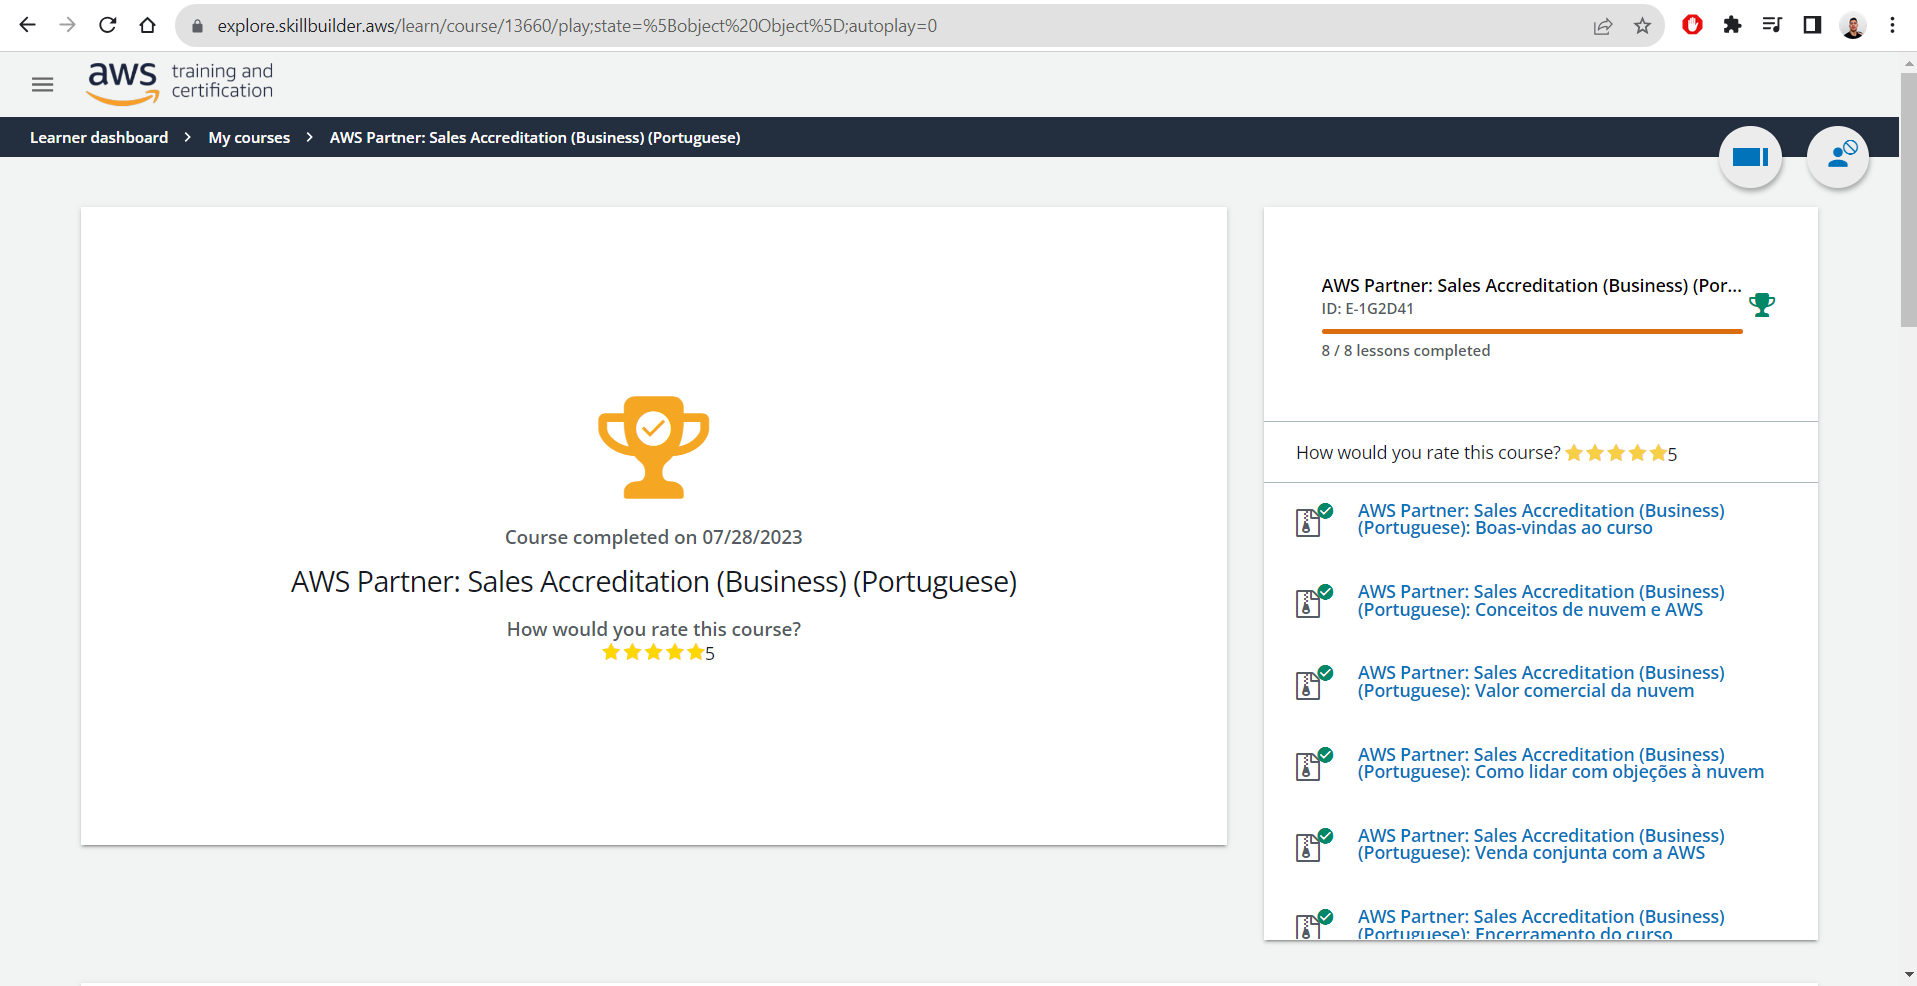 explore.skillbuilder.aws/learn/course/13660/play;state=%5Bobject%20Object%5D;autoplay=0
aws training and
certification
Learner dashboard > My courses > AWS Partner: Sales Accreditation (Business) (Portuguese)
Course completed on 07/28/2023
AWS Partner: Sales Accreditation (Business) (Portuguese)
How would you rate this course?
5
AWS Partner: Sales Accreditation (Business) (Por...
ID: E-1G2D41
8 / 8 lessons completed
How would you rate this course? 5
AWS Partner: Sales Accreditation (Business)
(Portuguese): Boas-vindas ao curso
AWS Partner: Sales Accreditation (Business)
(Portuguese): Conceitos de nuvem e AWS
AWS Partner: Sales Accreditation (Business)
(Portuguese): Valor comercial da nuvem
AWS Partner: Sales Accreditation (Business)
(Portuguese): Como lidar com objeções à nuvem
AWS Partner: Sales Accreditation (Business)
(Portuguese): Venda conjunta com a AWS
AWS Partner: Sales Accreditation (Business)
(Portuguese): Encerramento do curso